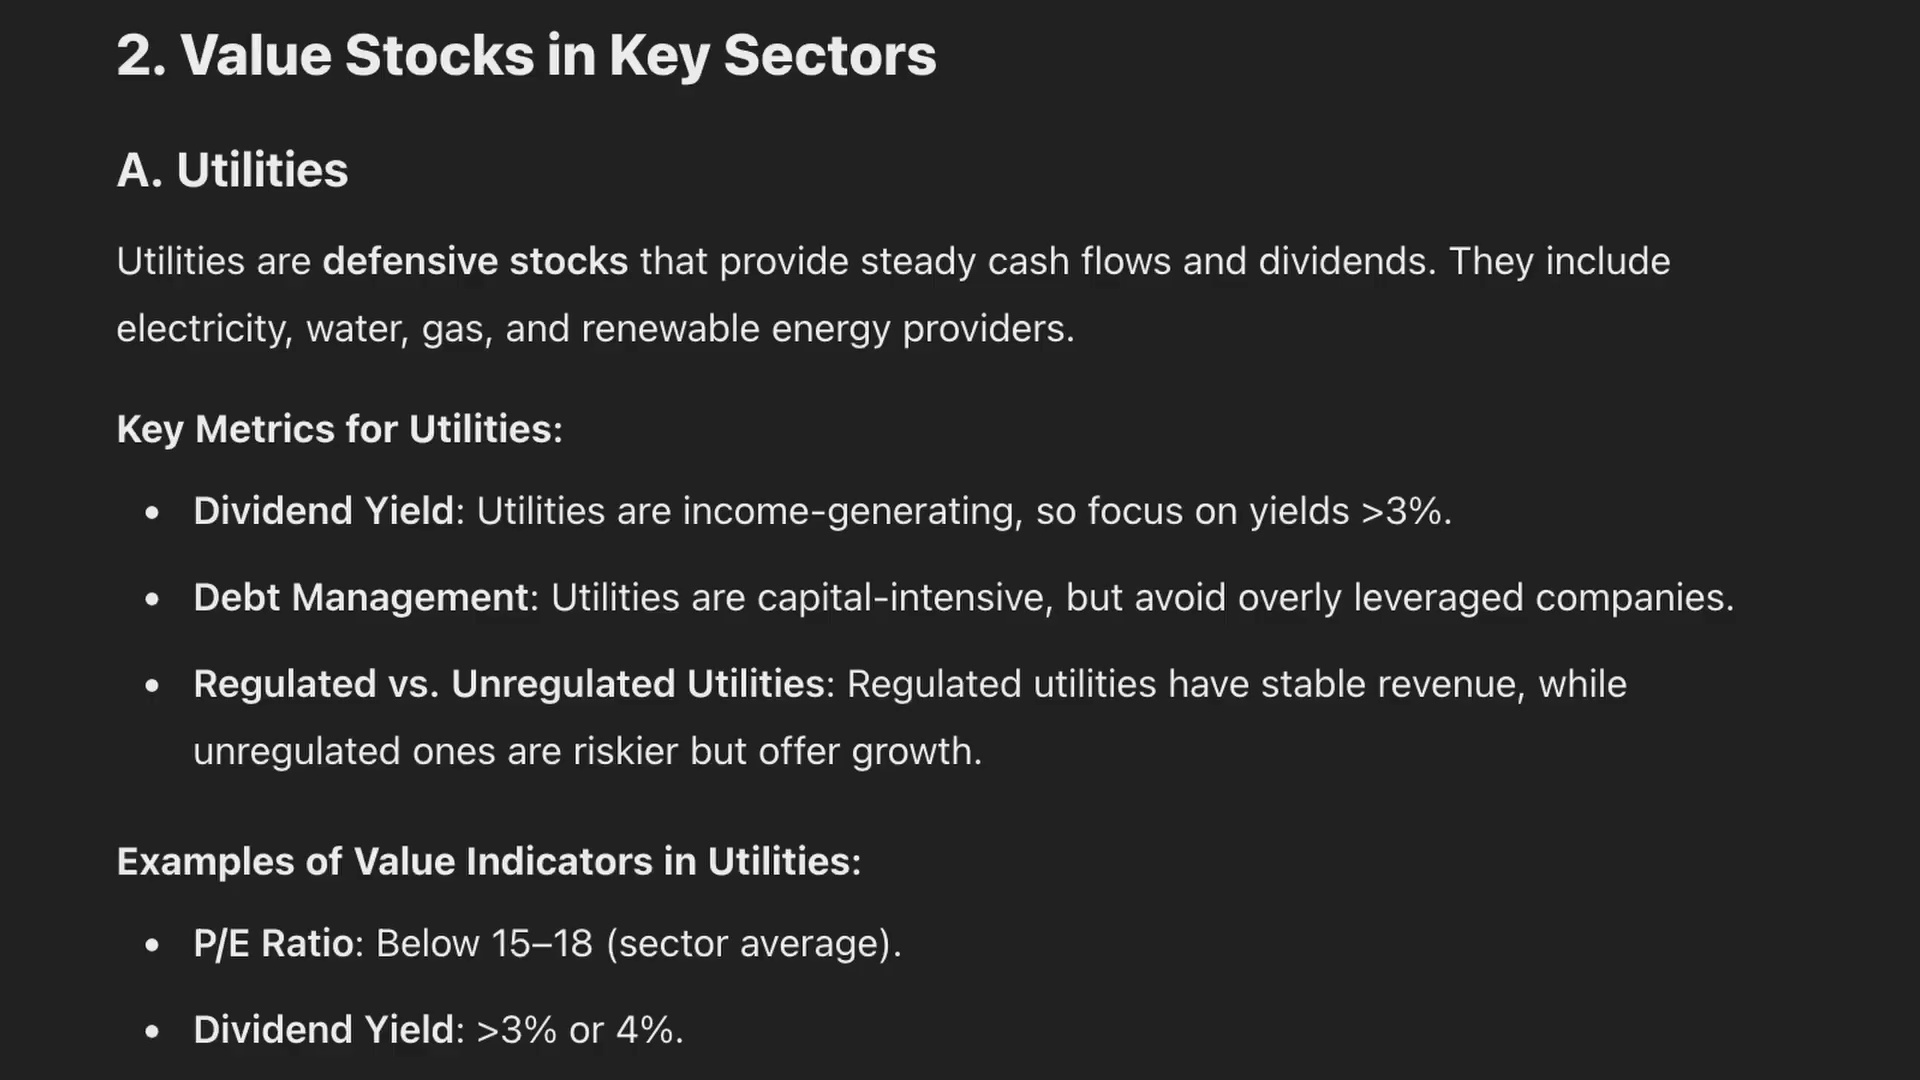 2. Value Stocks in Key Sectors
A. Utilities
Utilities are defensive stocks that provide steady cash flows and dividends. They include
electricity, water, gas, and renewable energy providers.
Key Metrics for Utilities:
• Dividend Yield: Utilities are income-generating, so focus on yields >3%.
• Debt Management: Utilities are capital-intensive, but avoid overly leveraged companies.
• Regulated vs. Unregulated Utilities: Regulated utilities have stable revenue, while
unregulated ones are riskier but offer growth.
Examples of Value Indicators in Utilities:
• P/E Ratio: Below 15–18 (sector average).
• Dividend Yield: >3% or 4%.